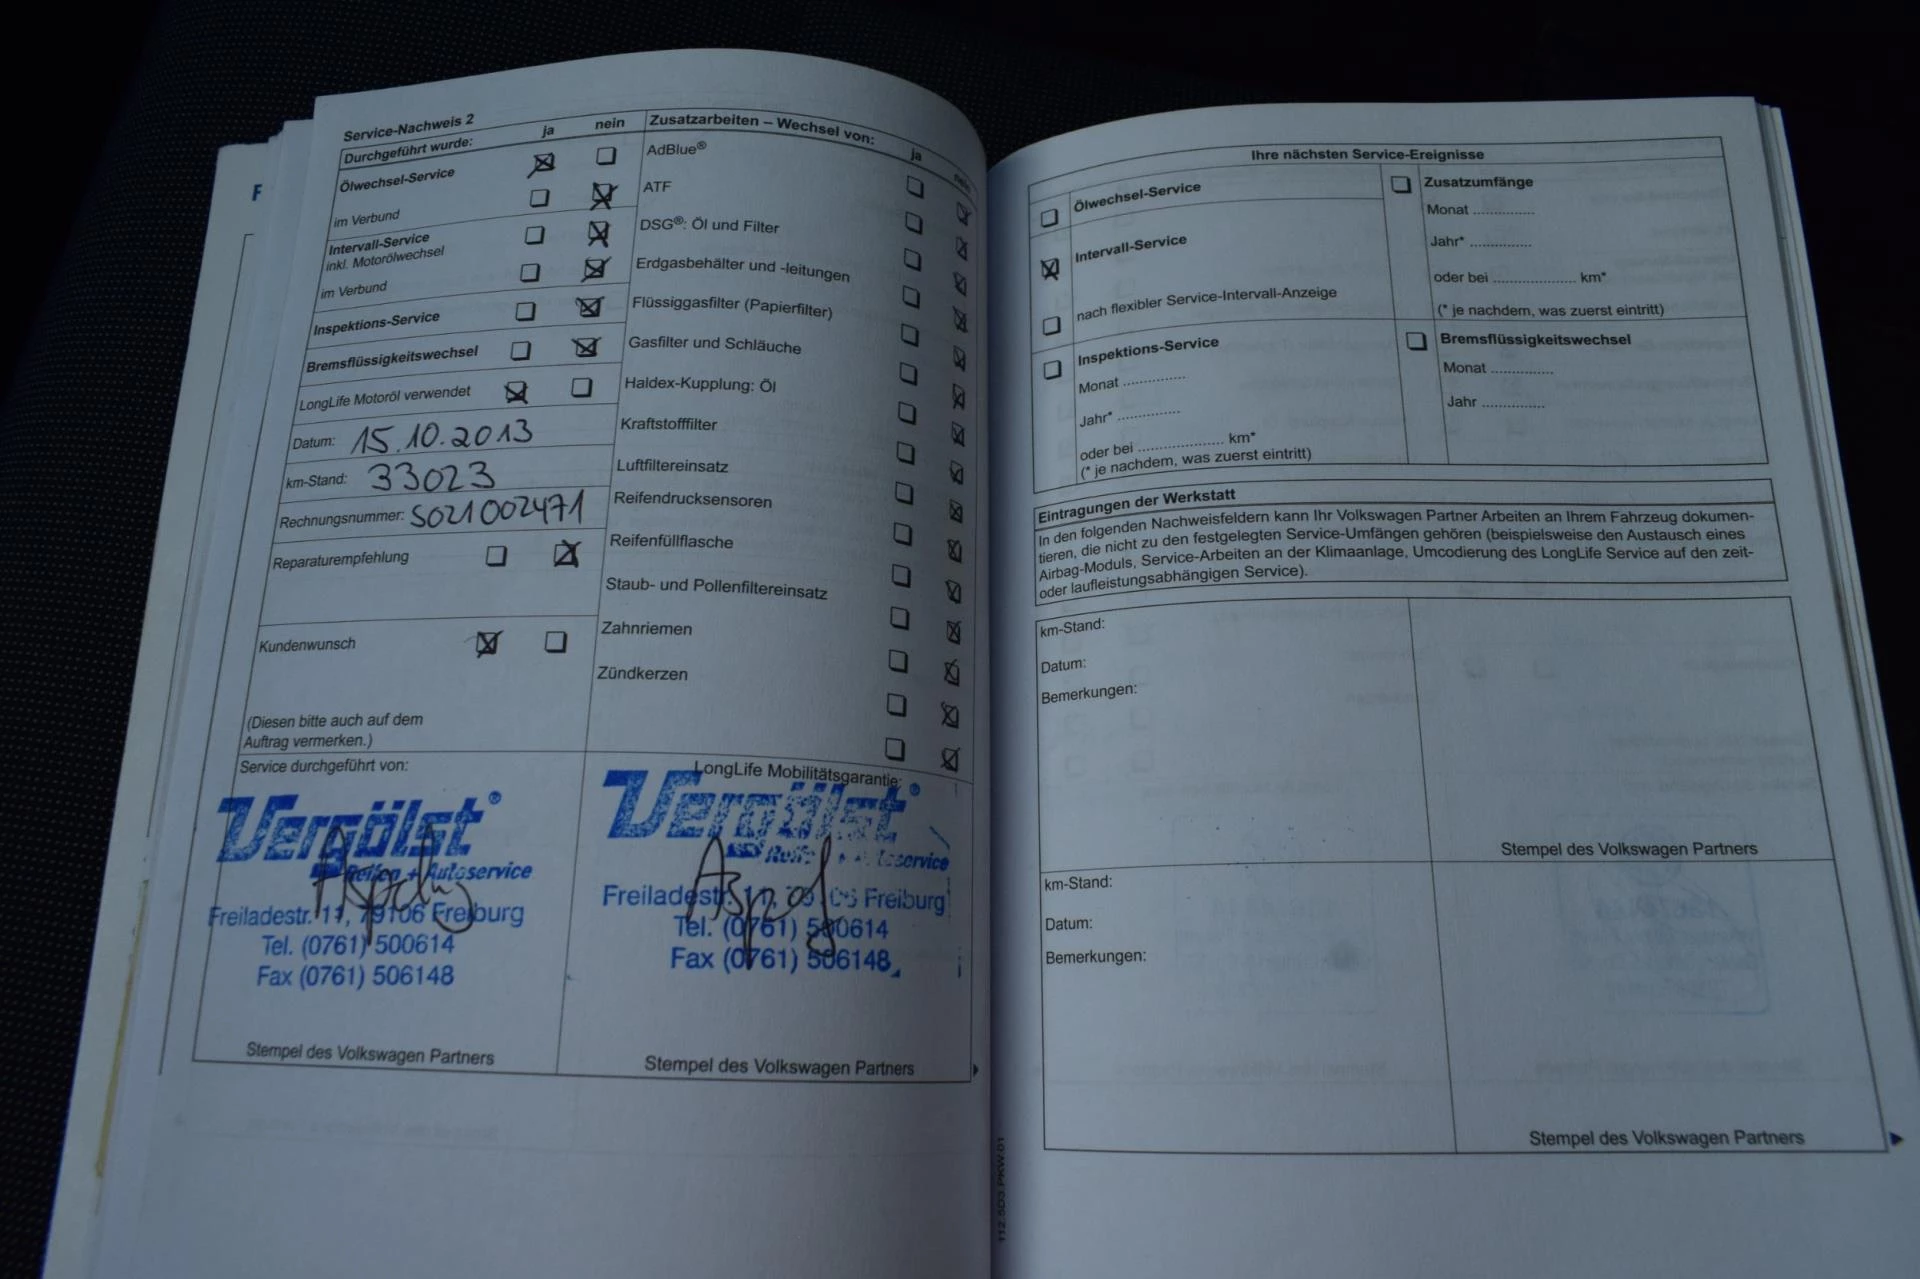 Service-Nachweis 2
Durchgeführt wurde: ja nein
Ölwechsel-Service
im Verbund
Intervall-Service
inkl. Motorölwechsel
im Verbund
Inspektions-Service
Bremsflüssigkeitswechsel
LongLife Motoröl verwendet
Datum: 15.10.2013
km-Stand: 33023
Rechnungsnummer: S021002471
Reparaturempfehlung
Kundenwunsch
(Diesen bitte auch auf dem
Auftrag vermerken.)
Zusatzarbeiten – Wechsel von: ja nein
AdBlue®
ATF
DSG®: Öl und Filter
Erdgasbehälter und -leitungen
Flüssiggasfilter (Papierfilter)
Gasfilter und Schläuche
Haldex-Kupplung: Öl
Kraftstofffilter
Luftfiltereinsatz
Reifendrucksensoren
Reifenfüllflasche
Staub- und Pollenfiltereinsatz
Zahnriemen
Zündkerzen
Service durchgeführt von:
Vergölst®
Reifen + Autoservice
Freiladestr. 11, 79106 Freiburg
Tel. (0761) 500614
Fax (0761) 506148
Stempel des Volkswagen Partners
LongLife Mobilitätsgarantie:
Vergölst®
Reifen + Autoservice
Freiladestr. 11, 79106 Freiburg
Tel. (0761) 500614
Fax (0761) 506148
Stempel des Volkswagen Partners
F
Ihre nächsten Service-Ereignisse
Ölwechsel-Service
Intervall-Service
nach flexibler Service-Intervall-Anzeige
Inspektions-Service
Monat ...............
Jahr* ...............
oder bei .................... km*
(* je nachdem, was zuerst eintritt)
Zusatzumfänge
Monat ..............
Jahr* ..............
oder bei .................... km*
(* je nachdem, was zuerst eintritt)
Bremsflüssigkeitswechsel
Monat ..............
Jahr ..............
Eintragungen der Werkstatt
In den folgenden Nachweisfeldern kann Ihr Volkswagen Partner Arbeiten an Ihrem Fahrzeug dokumen-
tieren, die nicht zu den festgelegten Service-Umfängen gehören (beispielsweise den Austausch eines
Airbag-Moduls, Service-Arbeiten an der Klimaanlage, Umcodierung des LongLife Service auf den zeit-
oder laufleistungsabhängigen Service).
km-Stand:
Datum:
Bemerkungen:
Stempel des Volkswagen Partners
km-Stand:
Datum:
Bemerkungen:
Stempel des Volkswagen Partners
112.5D3.PKW.01